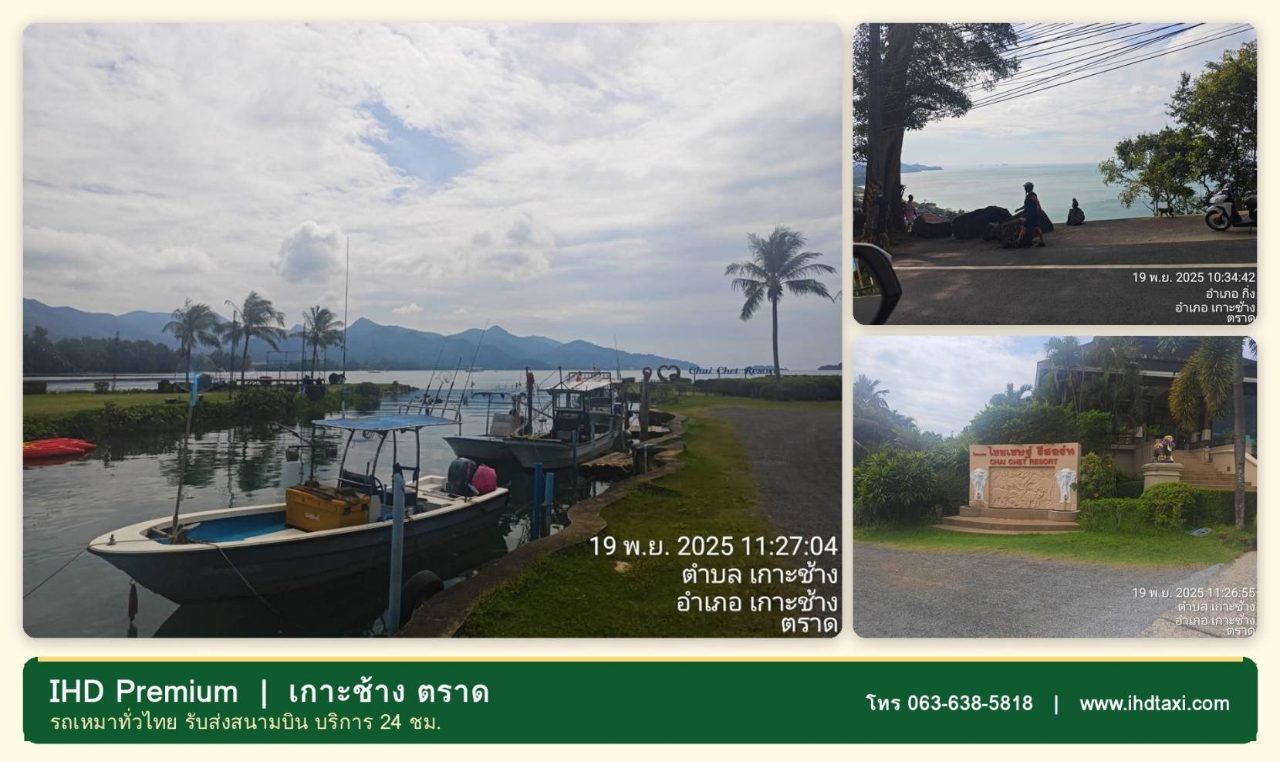 Chai Chet Resort
19 พ.ย. 2025 11:27:04
ตำบล เกาะช้าง
อำเภอ เกาะช้าง
ตราด
19 พ.ย. 2025 10:34:42
อำเภอ กิ่ง
อำเภอ เกาะช้าง
ตราด
ไชยเชษฐ์ รีสอร์ท
CHAI CHET RESORT
19 พ.ย. 2025 11:26:55
ตำบล เกาะช้าง
อำเภอ เกาะช้าง
ตราด
IHD Premium | เกาะช้าง ตราด
รถเหมาทั่วไทย รับส่งสนามบิน บริการ 24 ชม.
โทร 063-638-5818 | www.ihdtaxi.com